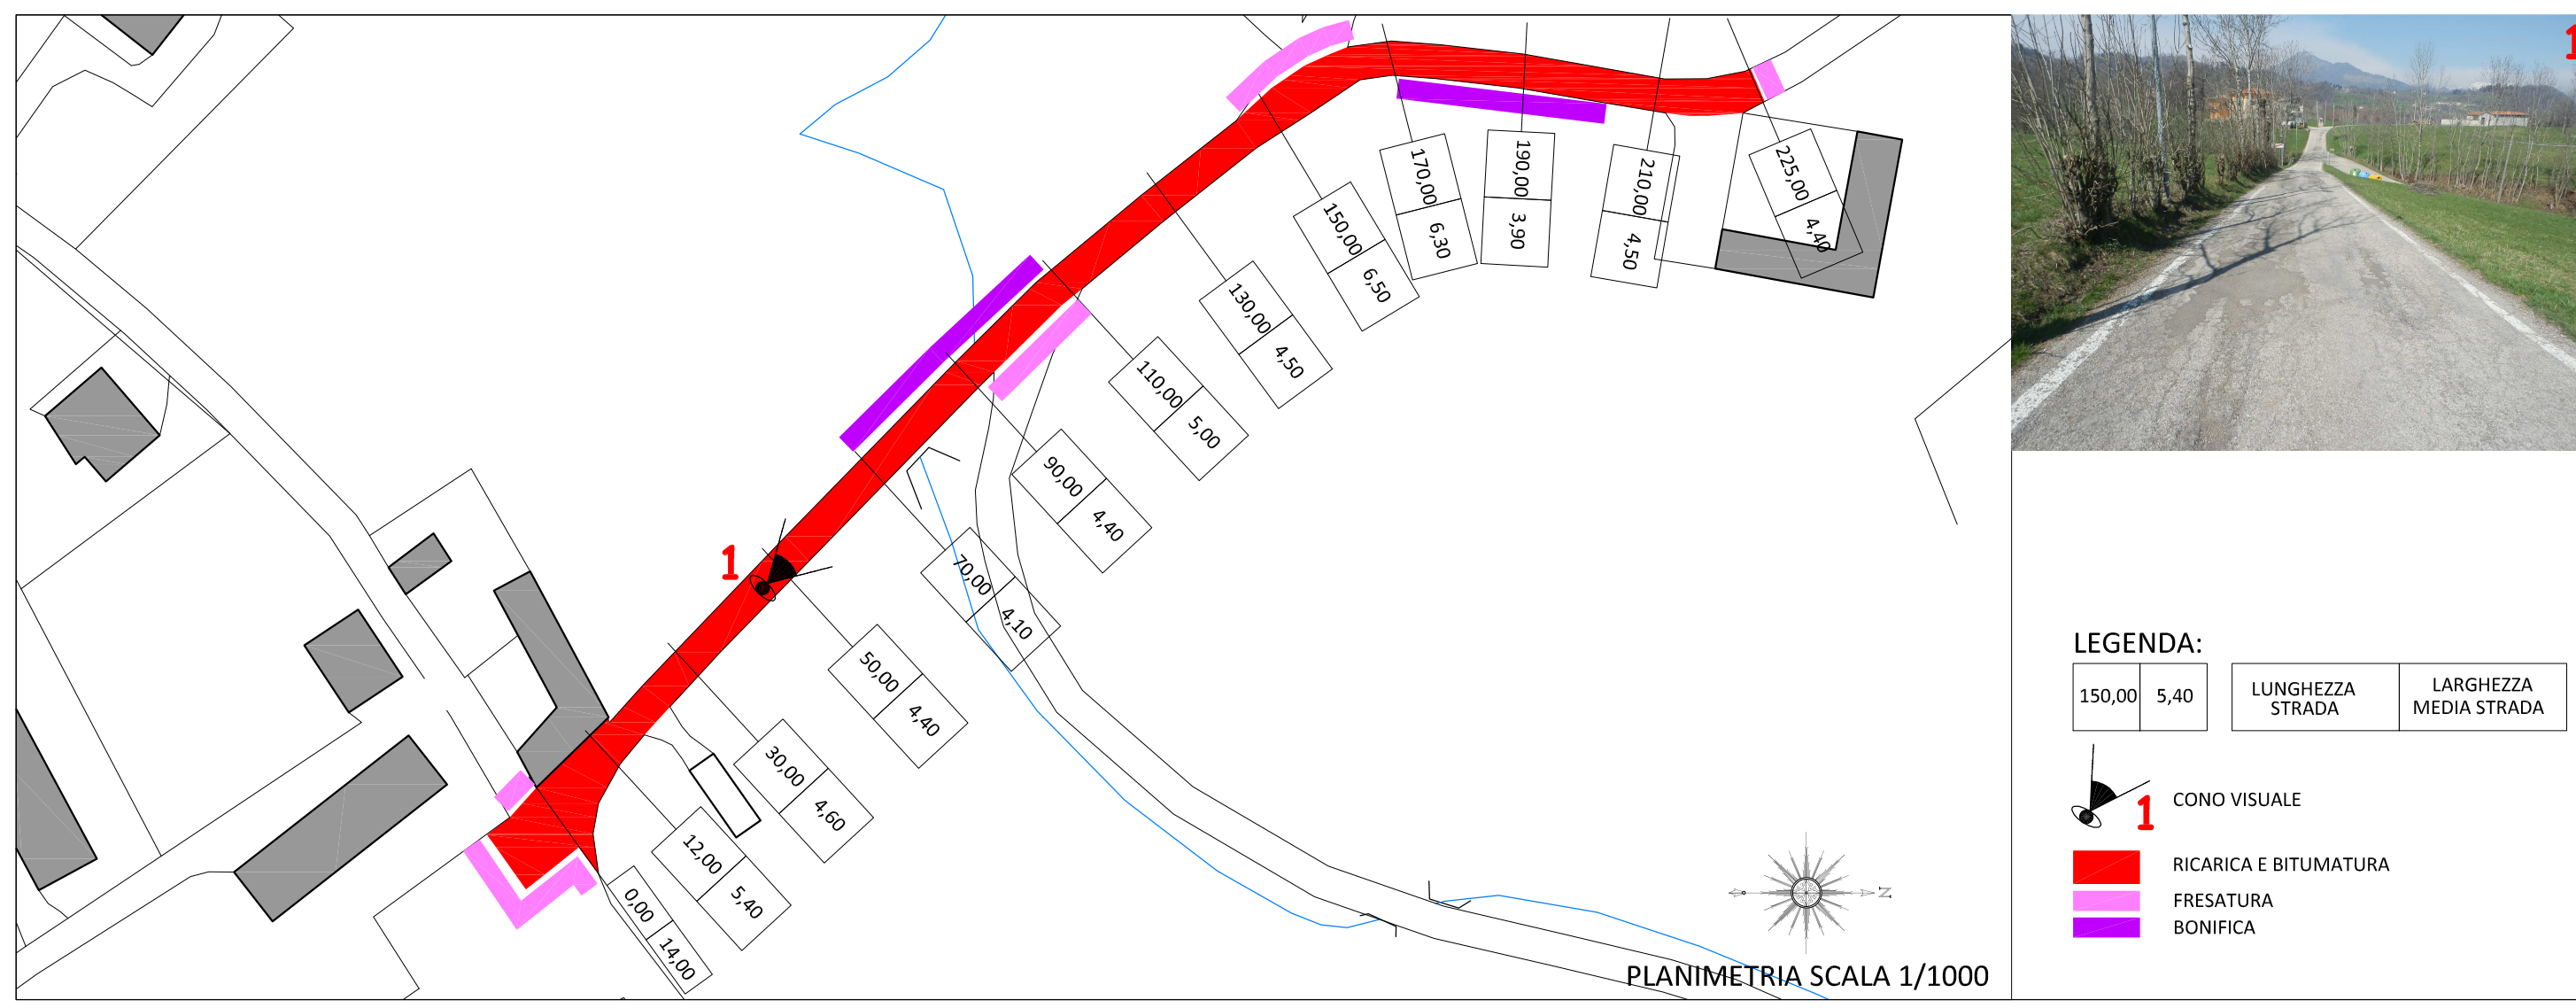 1
170,00
6,30
190,00
3,90
210,00
4,50
225,00
4,40
150,00
6,50
130,00
4,50
110,00
5,00
90,00
4,40
70,00
4,10
1
50,00
4,40
30,00
4,60
12,00
5,40
0,00
14,00
N
PLANIMETRIA SCALA 1/1000
LEGENDA:
150,00 5,40
LUNGHEZZA
STRADA
LARGHEZZA
MEDIA STRADA
1
CONO VISUALE
RICARICA E BITUMATURA
FRESATURA
BONIFICA